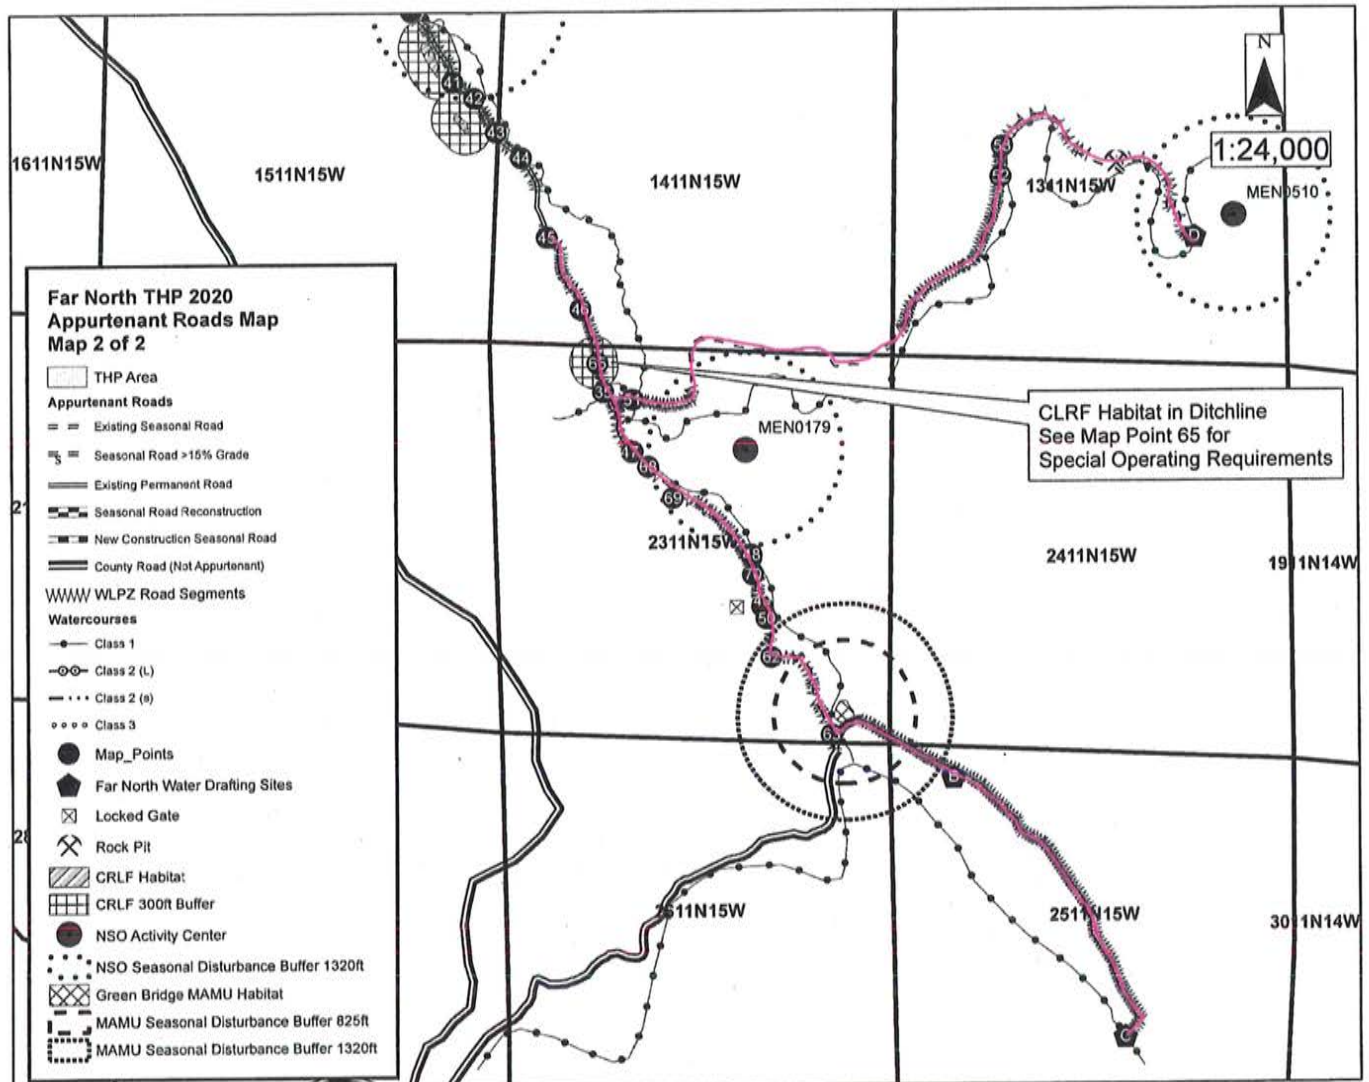 N
1:24,000
1611N15W
1511N15W
1411N15W
1311N15W
MEN0510
41
42
43
44
45
46
65
MEN0179
CLRF Habitat in Ditchline
See Map Point 65 for
Special Operating Requirements
47
68
69
2311N15W
2411N15W
1911N14W
50
62
2611N15W
2511N15W
3011N14W
Far North THP 2020
Appurtenant Roads Map
Map 2 of 2
THP Area
Appurtenant Roads
Existing Seasonal Road
S Seasonal Road >15% Grade
Existing Permanent Road
Seasonal Road Reconstruction
New Construction Seasonal Road
County Road (Not Appurtenant)
WLPZ Road Segments
Watercourses
Class 1
Class 2 (L)
Class 2 (s)
Class 3
Map_Points
Far North Water Drafting Sites
Locked Gate
Rock Pit
CRLF Habitat
CRLF 300ft Buffer
NSO Activity Center
NSO Seasonal Disturbance Buffer 1320ft
Green Bridge MAMU Habitat
MAMU Seasonal Disturbance Buffer 825ft
MAMU Seasonal Disturbance Buffer 1320ft